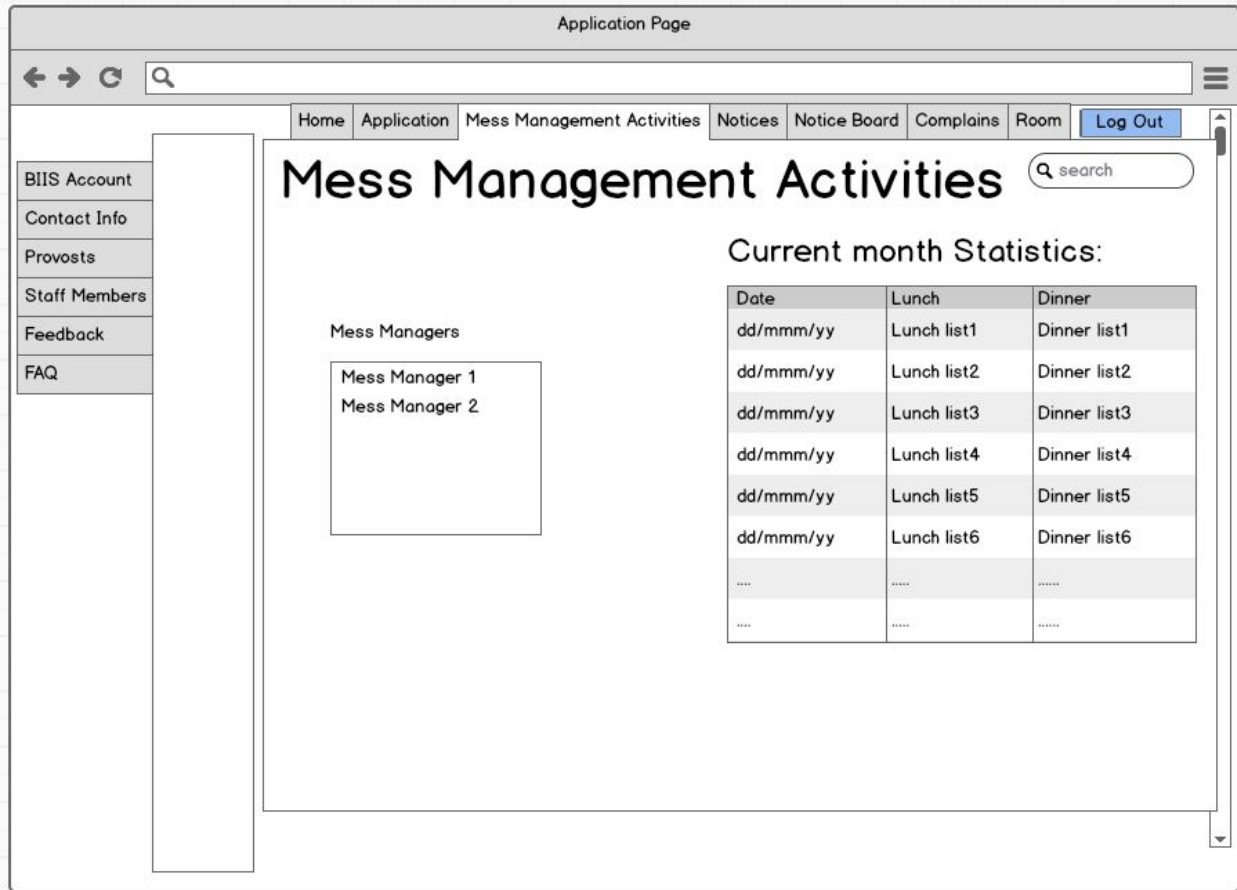 Application Page
Home Application Mess Management Activities Notices Notice Board Complains Room Log Out
BIIS Account
Contact Info
Provosts
Staff Members
Feedback
FAQ
Mess Management Activities
search
Mess Managers
Mess Manager 1
Mess Manager 2
Current month Statistics:
Date Lunch Dinner
dd/mmm/yy Lunch list1 Dinner list1
dd/mmm/yy Lunch list2 Dinner list2
dd/mmm/yy Lunch list3 Dinner list3
dd/mmm/yy Lunch list4 Dinner list4
dd/mmm/yy Lunch list5 Dinner list5
dd/mmm/yy Lunch list6 Dinner list6
.... ..... ......
.... ..... ......